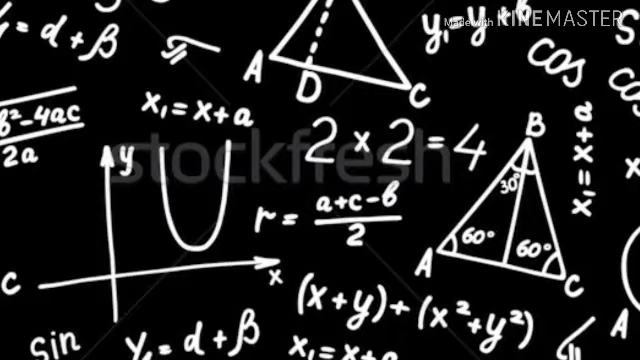 y₁ = y + β
Made with KINEMASTER
S
= α + β
π
A
D
C
cos
cos
b²-4ac
2a
x₁ = x + a
stockfresh
2 × 2 = 4
B
30°
x₁ = x + a
y
r = a+c-b
2
60°
60°
A
C
x
C
(x+y)+(x²+y²)
A
sin
y₁ = α + β
x₁ = x + a
π